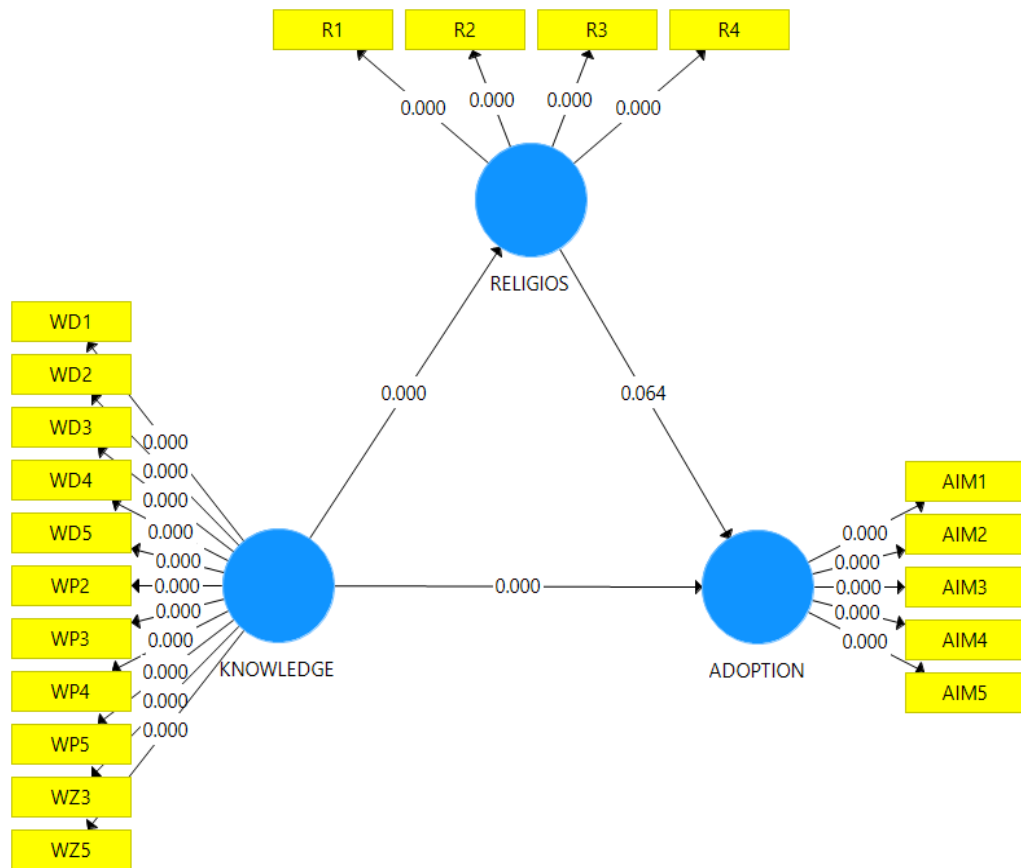 R1
R2
R3
R4
0.000
0.000
0.000
0.000
RELIGIOS
WD1
WD2
WD3
WD4
WD5
WP2
WP3
WP4
WP5
WZ3
WZ5
0.000
0.000
0.000
0.000
0.000
0.000
0.000
0.000
0.000
0.000
0.000
KNOWLEDGE
0.000
0.064
0.000
ADOPTION
0.000
0.000
0.000
0.000
0.000
AIM1
AIM2
AIM3
AIM4
AIM5